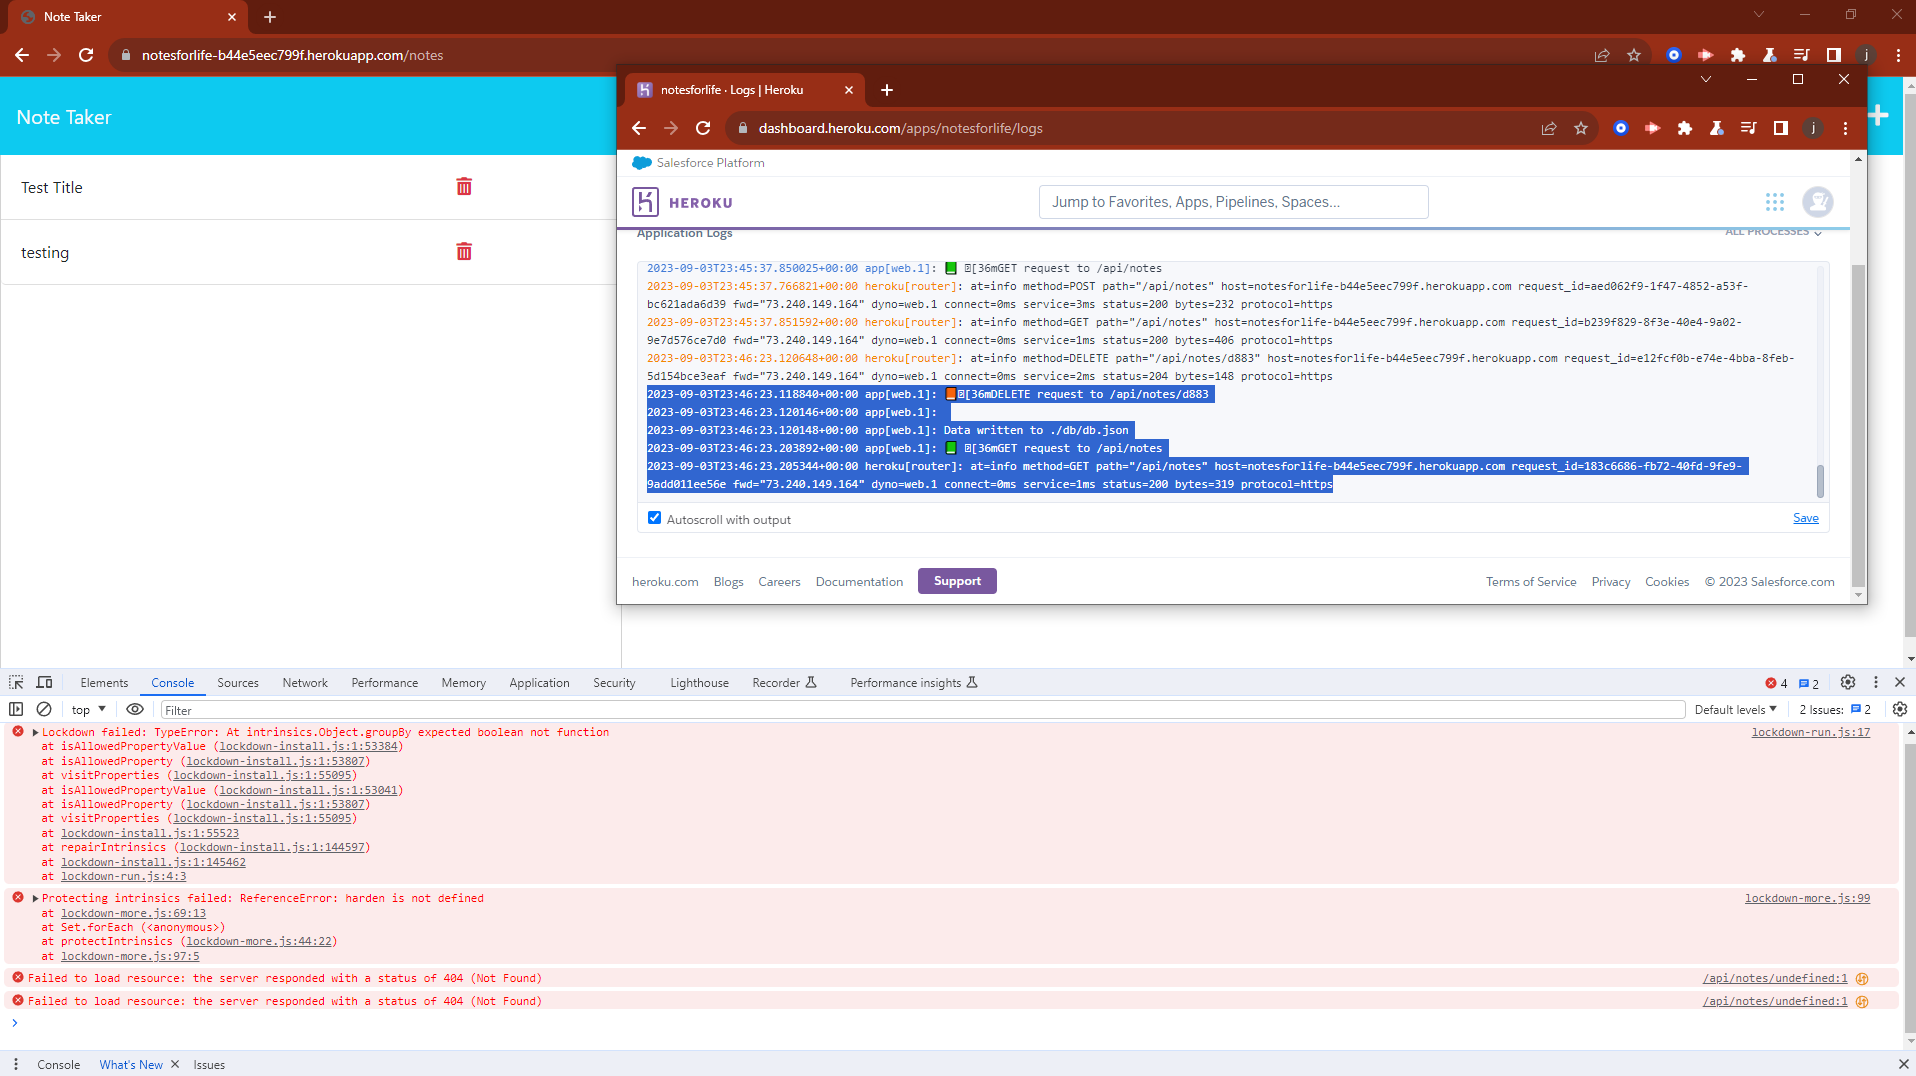 Note Taker
notesforlife-b44e5eec799f.herokuapp.com/notes
j
Note Taker
Test Title
testing
notesforlife · Logs | Heroku
dashboard.heroku.com/apps/notesforlife/logs
j
Salesforce Platform
HEROKU
Jump to Favorites, Apps, Pipelines, Spaces...
Application Logs
ALL PROCESSES
2023-09-03T23:45:37.850025+00:00 app[web.1]: 📗 [36mGET request to /api/notes
2023-09-03T23:45:37.766821+00:00 heroku[router]: at=info method=POST path="/api/notes" host=notesforlife-b44e5eec799f.herokuapp.com request_id=aed062f9-1f47-4852-a53f-
bc621ada6d39 fwd="73.240.149.164" dyno=web.1 connect=0ms service=3ms status=200 bytes=232 protocol=https
2023-09-03T23:45:37.851592+00:00 heroku[router]: at=info method=GET path="/api/notes" host=notesforlife-b44e5eec799f.herokuapp.com request_id=b239f829-8f3e-40e4-9a02-
9e7d576ce7d0 fwd="73.240.149.164" dyno=web.1 connect=0ms service=1ms status=200 bytes=406 protocol=https
2023-09-03T23:46:23.120648+00:00 heroku[router]: at=info method=DELETE path="/api/notes/d883" host=notesforlife-b44e5eec799f.herokuapp.com request_id=e12fcf0b-e74e-4bba-8feb-
5d154bce3eaf fwd="73.240.149.164" dyno=web.1 connect=0ms service=2ms status=204 bytes=148 protocol=https
2023-09-03T23:46:23.118840+00:00 app[web.1]: 📙[36mDELETE request to /api/notes/d883
2023-09-03T23:46:23.120146+00:00 app[web.1]:
2023-09-03T23:46:23.120148+00:00 app[web.1]: Data written to ./db/db.json
2023-09-03T23:46:23.203892+00:00 app[web.1]: 📗 [36mGET request to /api/notes
2023-09-03T23:46:23.205344+00:00 heroku[router]: at=info method=GET path="/api/notes" host=notesforlife-b44e5eec799f.herokuapp.com request_id=183c6686-fb72-40fd-9fe9-
9add011ee56e fwd="73.240.149.164" dyno=web.1 connect=0ms service=1ms status=200 bytes=319 protocol=https
Autoscroll with output
Save
heroku.com Blogs Careers Documentation Support Terms of Service Privacy Cookies © 2023 Salesforce.com
Elements Console Sources Network Performance Memory Application Security Lighthouse Recorder Performance insights 4 2
top Filter Default levels 2 Issues: 2
Lockdown failed: TypeError: At intrinsics.Object.groupBy expected boolean not function lockdown-run.js:17
at isAllowedPropertyValue (lockdown-install.js:1:53384)
at isAllowedProperty (lockdown-install.js:1:53807)
at visitProperties (lockdown-install.js:1:55095)
at isAllowedPropertyValue (lockdown-install.js:1:53041)
at isAllowedProperty (lockdown-install.js:1:53807)
at visitProperties (lockdown-install.js:1:55095)
at lockdown-install.js:1:55523
at repairIntrinsics (lockdown-install.js:1:144597)
at lockdown-install.js:1:145462
at lockdown-run.js:4:3
Protecting intrinsics failed: ReferenceError: harden is not defined lockdown-more.js:99
at lockdown-more.js:69:13
at Set.forEach (<anonymous>)
at protectIntrinsics (lockdown-more.js:44:22)
at lockdown-more.js:97:5
Failed to load resource: the server responded with a status of 404 (Not Found) /api/notes/undefined:1
Failed to load resource: the server responded with a status of 404 (Not Found) /api/notes/undefined:1
Console What's New Issues